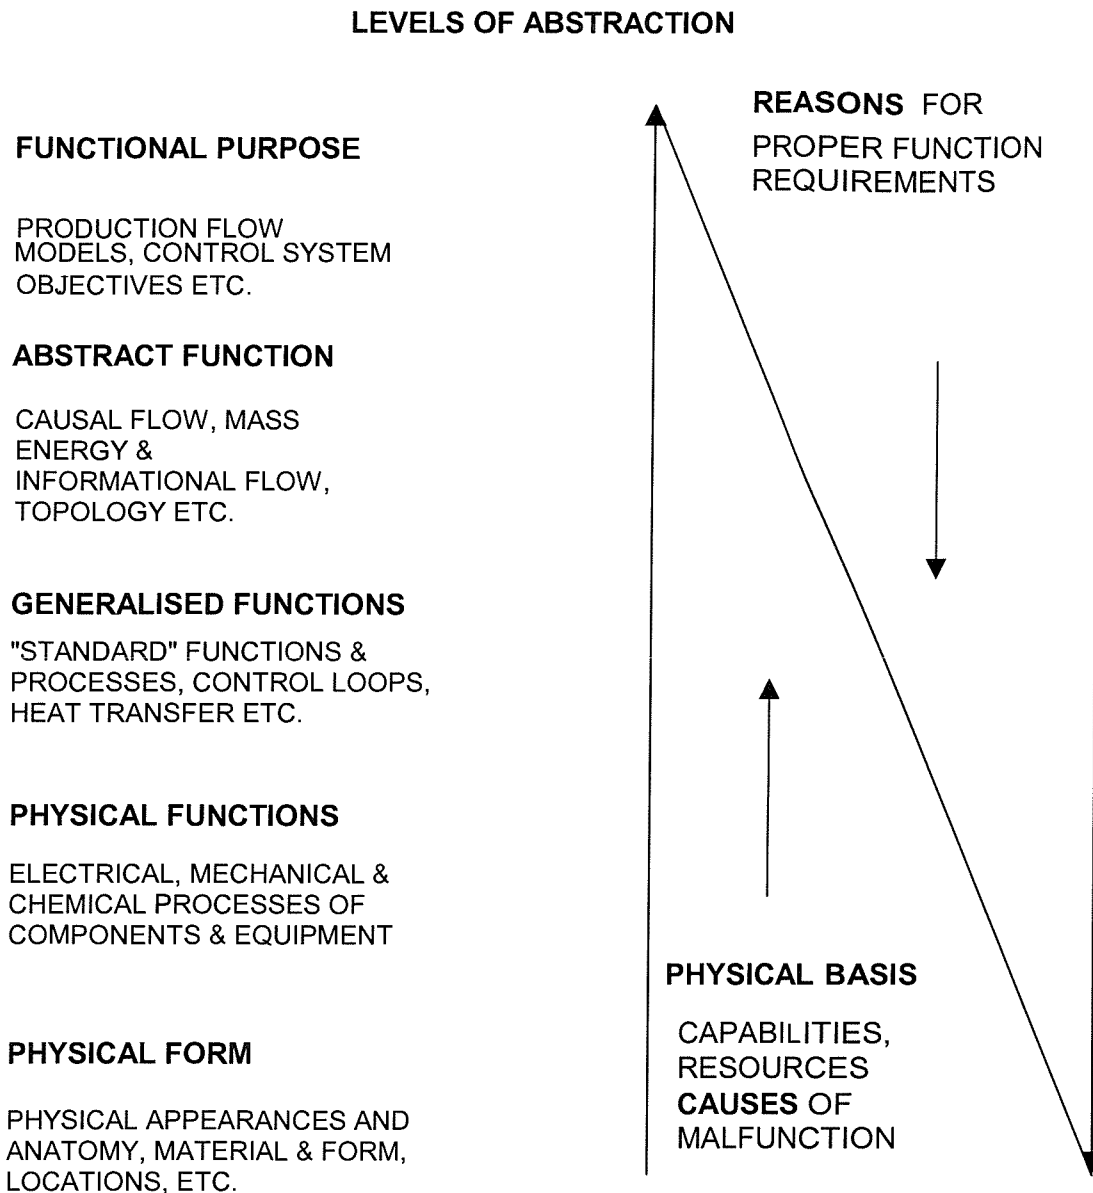 LEVELS OF ABSTRACTION
FUNCTIONAL PURPOSE
PRODUCTION FLOW
MODELS, CONTROL SYSTEM
OBJECTIVES ETC.
ABSTRACT FUNCTION
CAUSAL FLOW, MASS
ENERGY &
INFORMATIONAL FLOW,
TOPOLOGY ETC.
GENERALISED FUNCTIONS
"STANDARD" FUNCTIONS &
PROCESSES, CONTROL LOOPS,
HEAT TRANSFER ETC.
PHYSICAL FUNCTIONS
ELECTRICAL, MECHANICAL &
CHEMICAL PROCESSES OF
COMPONENTS & EQUIPMENT
PHYSICAL FORM
PHYSICAL APPEARANCES AND
ANATOMY, MATERIAL & FORM,
LOCATIONS, ETC.
REASONS FOR
PROPER FUNCTION
REQUIREMENTS
PHYSICAL BASIS
CAPABILITIES,
RESOURCES
CAUSES OF
MALFUNCTION